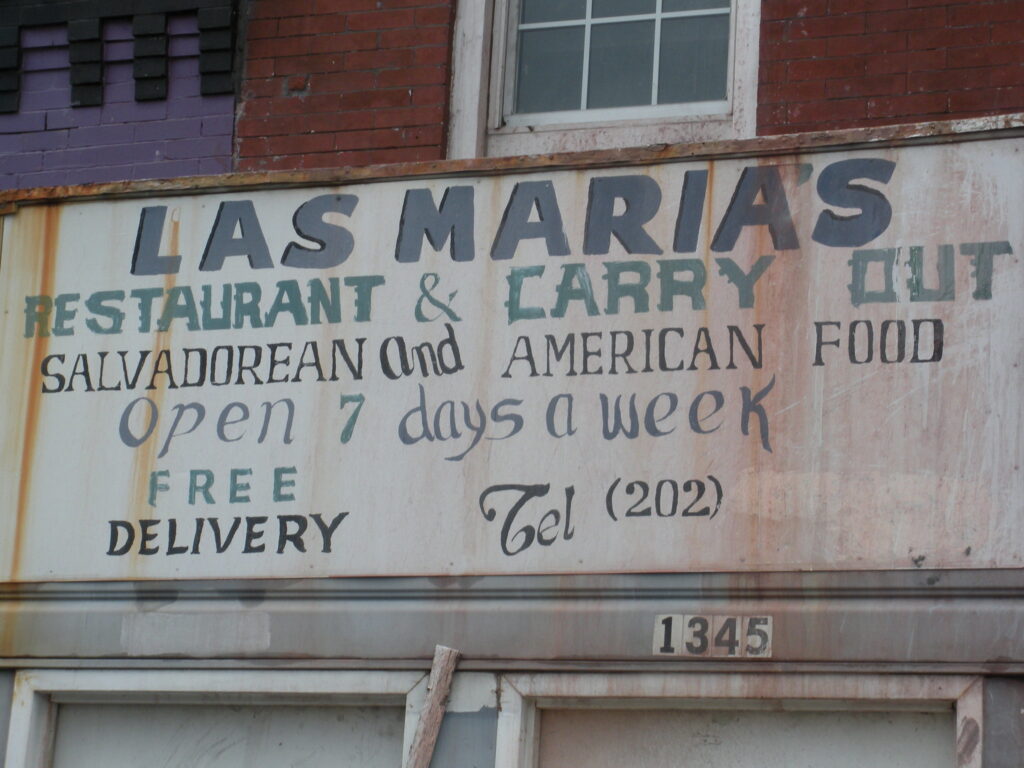 LAS MARIA'S
RESTAURANT & CARRY OUT
SALVADOREAN and AMERICAN FOOD
Open 7 days a week
FREE
DELIVERY
Tel (202)
1345